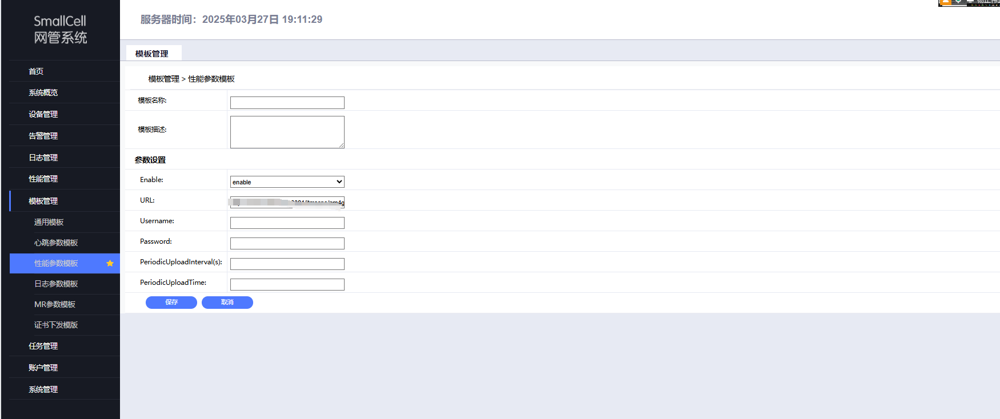 SmallCell
网管系统
服务器时间：2025年03月27日 19:11:29
首页
系统概览
设备管理
告警管理
日志管理
性能管理
模板管理
通用模板
心跳参数模板
性能参数模板
日志参数模板
MR参数模板
证书下发模版
任务管理
账户管理
系统管理
模板管理
模板管理 > 性能参数模板
模板名称:
模板描述:
参数设置
Enable:
enable
URL:
Username:
Password:
PeriodicUploadInterval(s):
PeriodicUploadTime:
保存
取消